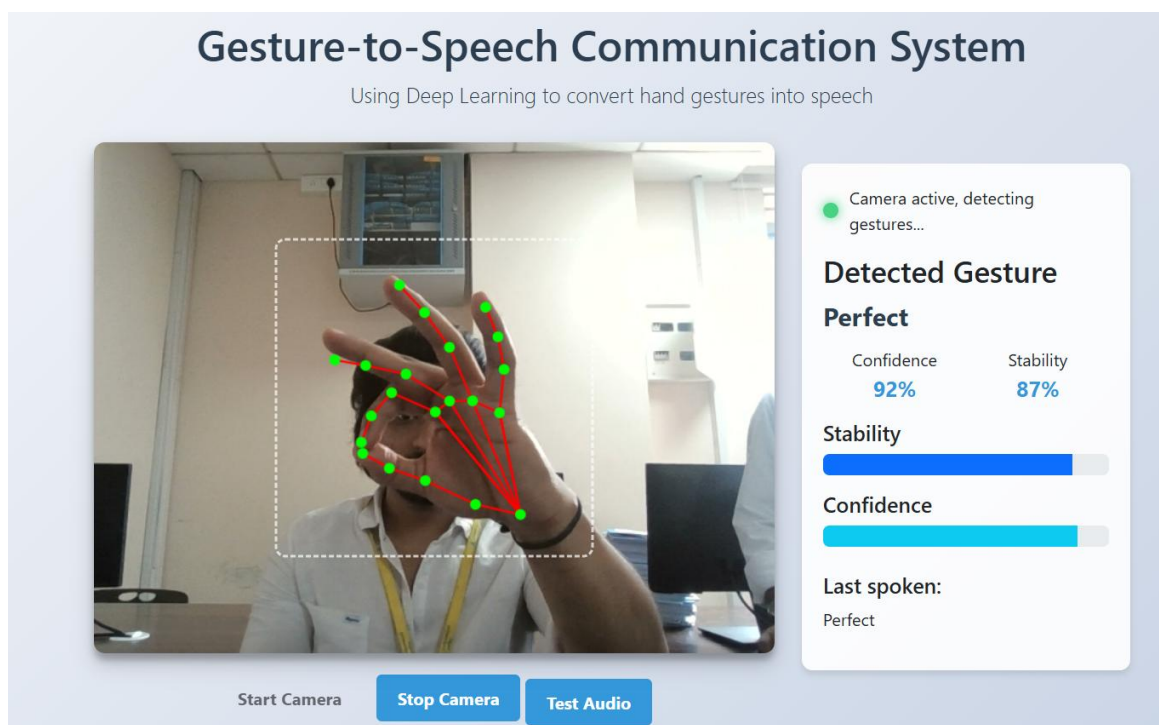 Gesture-to-Speech Communication System
Using Deep Learning to convert hand gestures into speech
Camera active, detecting
gestures...
Detected Gesture
Perfect
Confidence
Stability
92%
87%
Stability
Confidence
Last spoken:
Perfect
Start Camera
Stop Camera
Test Audio